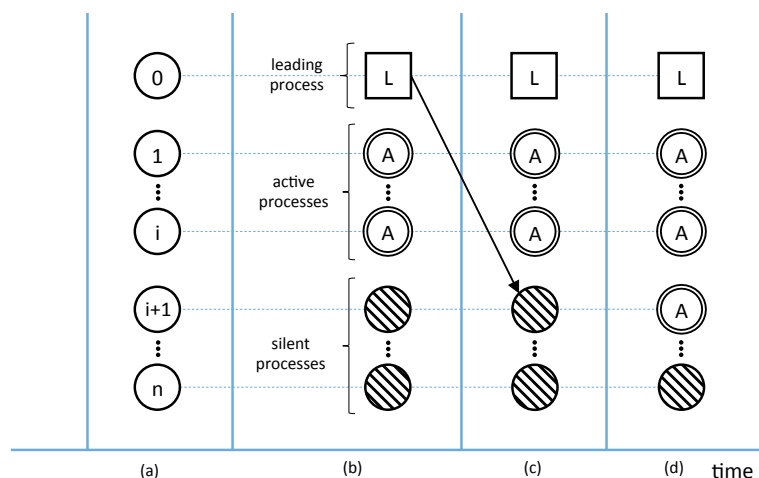 0
leading
process
L
L
L
1
A
A
A
active
processes
i
A
A
A
i+1
A
silent
processes
n
(a)
(b)
(c)
(d)
time